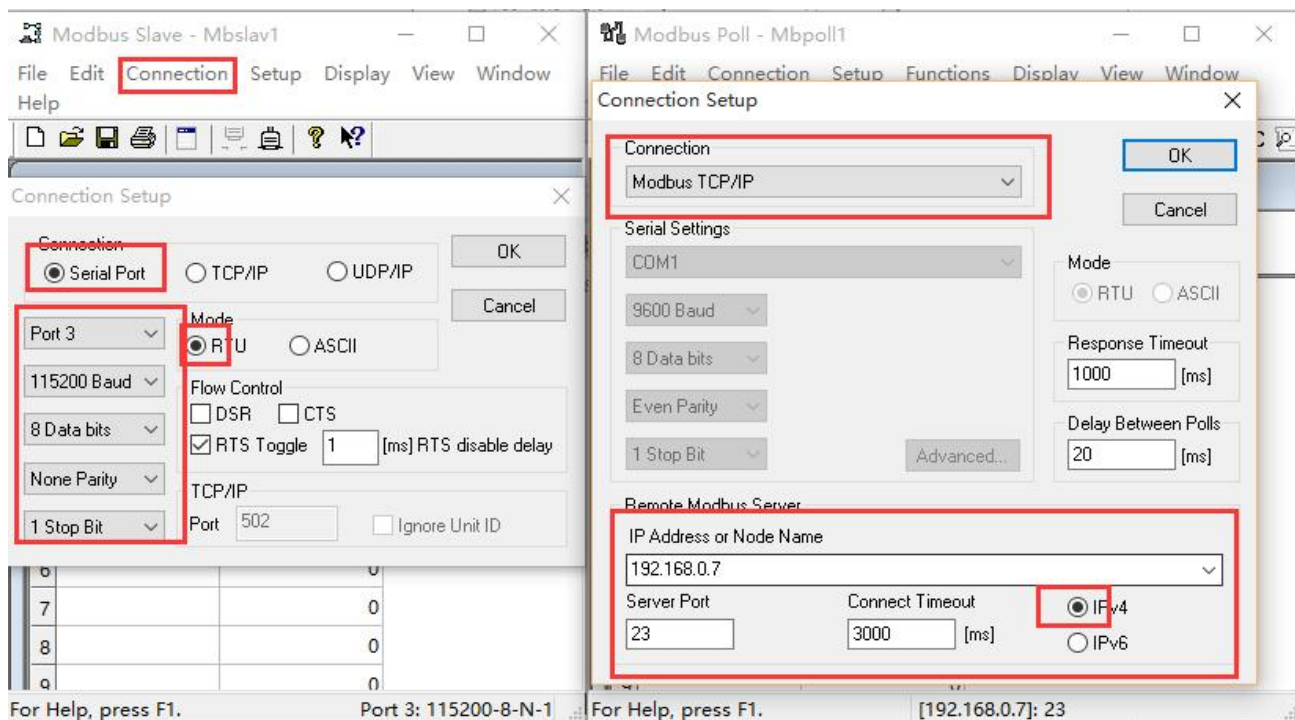 Modbus Slave - Mbslav1
File Edit Connection Setup Display View Window
Help
Connection Setup
Connection
Serial Port TCP/IP UDP/IP
OK
Cancel
Port 3
115200 Baud
8 Data bits
None Parity
1 Stop Bit
Mode
RTU ASCII
Flow Control
DSR CTS
RTS Toggle 1 [ms] RTS disable delay
TCP/IP
Port 502 Ignore Unit ID
6 0
7 0
8 0
9 0
For Help, press F1. Port 3: 115200-8-N-1
Modbus Poll - Mbpoll1
File Edit Connection Setup Functions Display View Window
Connection Setup
Connection
Modbus TCP/IP
OK
Cancel
Serial Settings
COM1
9600 Baud
8 Data bits
Even Parity
1 Stop Bit
Advanced...
Mode
RTU ASCII
Response Timeout
1000 [ms]
Delay Between Polls
20 [ms]
Remote Modbus Server
IP Address or Node Name
192.168.0.7
Server Port Connect Timeout
23 3000 [ms]
IPv4
IPv6
For Help, press F1. [192.168.0.7]: 23